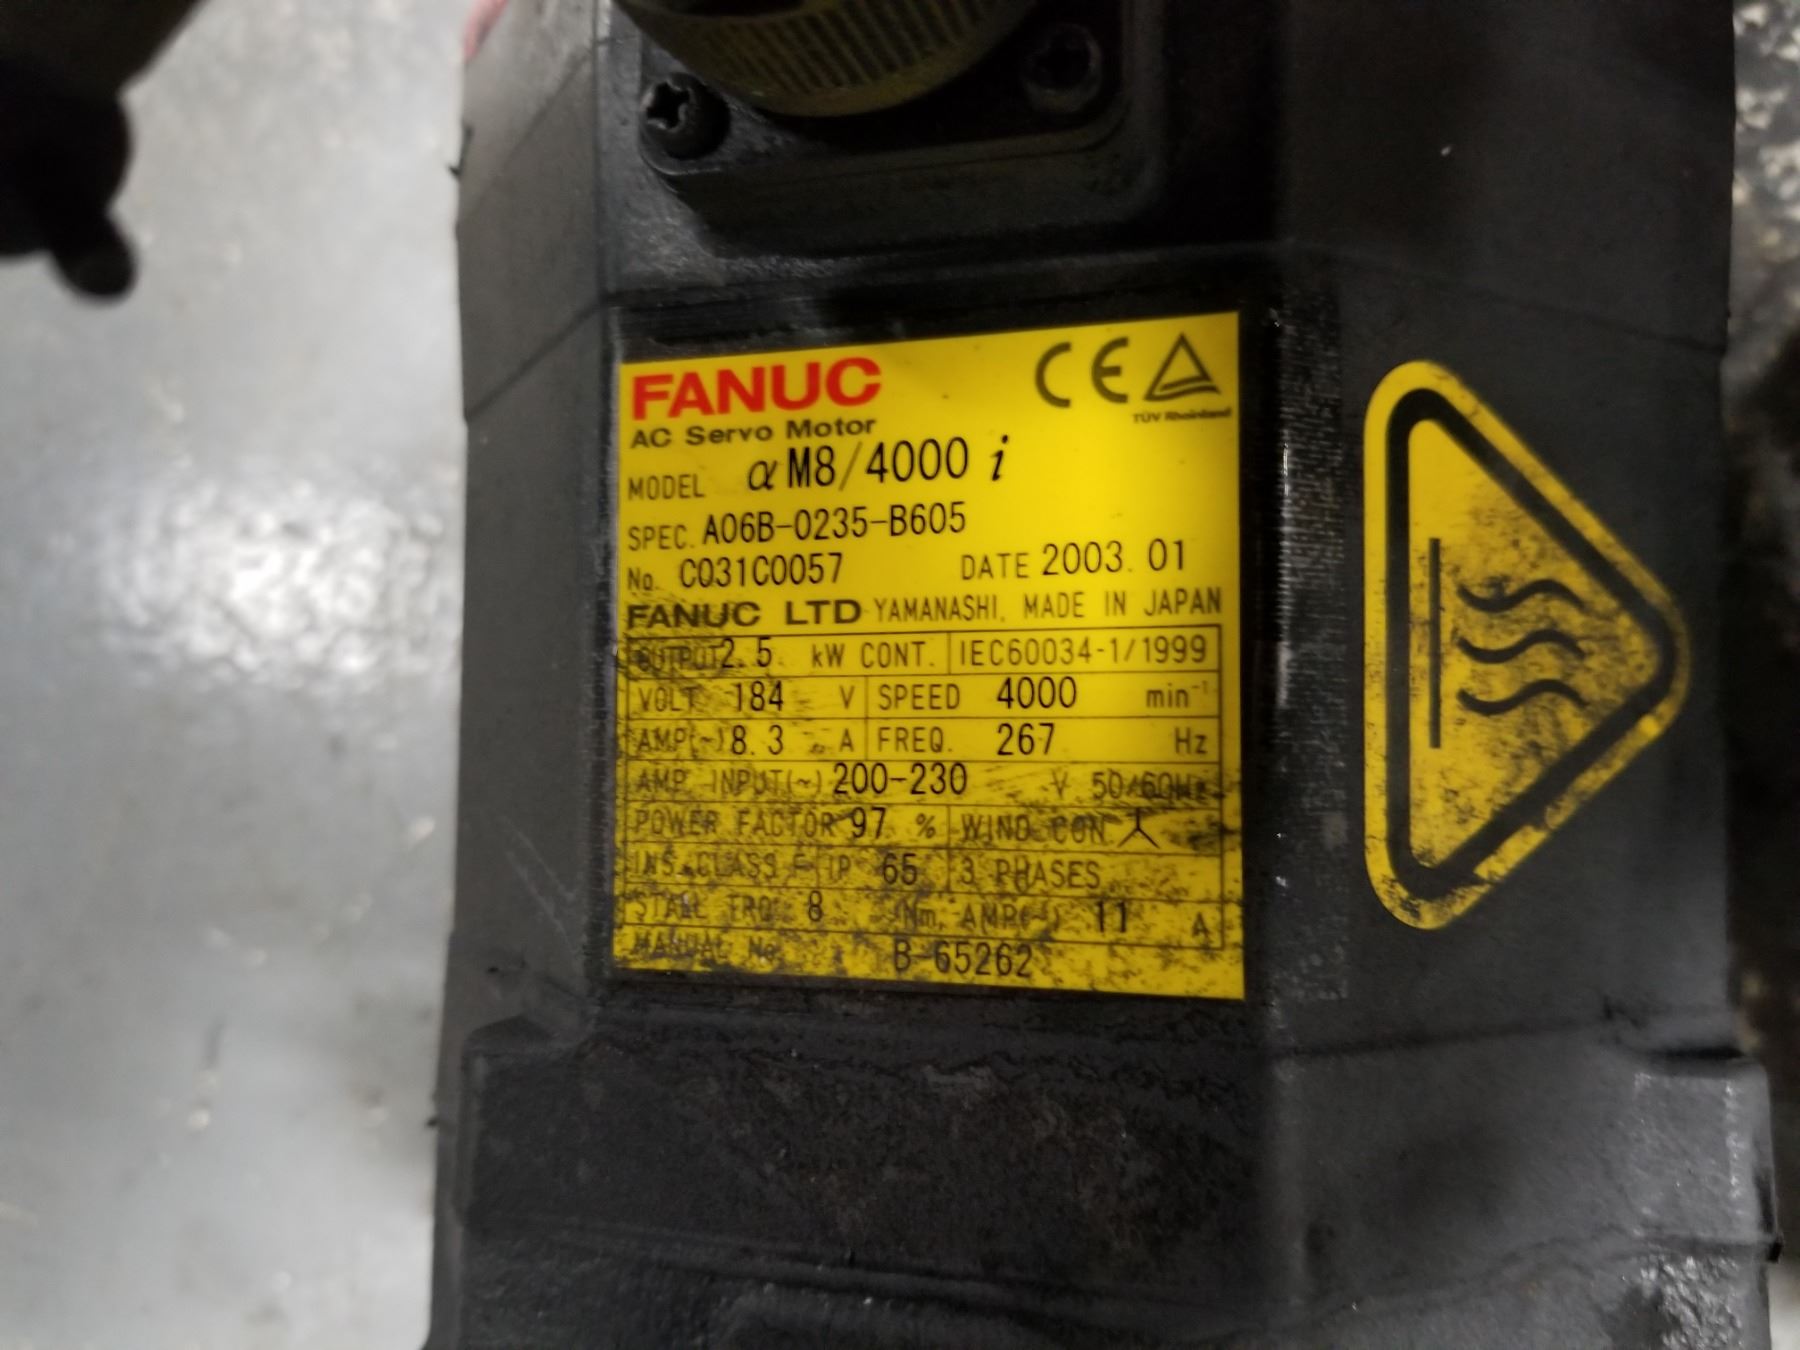 FANUC CE
TÜV Rheinland
AC Servo Motor
MODEL αM8/4000 i
SPEC. A06B-0235-B605
No. C031C0057 DATE 2003. 01
FANUC LTD YAMANASHI, MADE IN JAPAN
OUTPUT 2.5 kW CONT. IEC60034-1/1999
VOLT. 184 V SPEED 4000 min⁻¹
AMP(~) 8.3 A FREQ. 267 Hz
AMP. INPUT(~) 200-230 V 50/60Hz
POWER FACTOR 97 % WIND.CON.
INS.CLASS F IP 65 3 PHASES
STALL TRQ. 8 Nm, AMP(~) 11 A
MANUAL No. B-65262